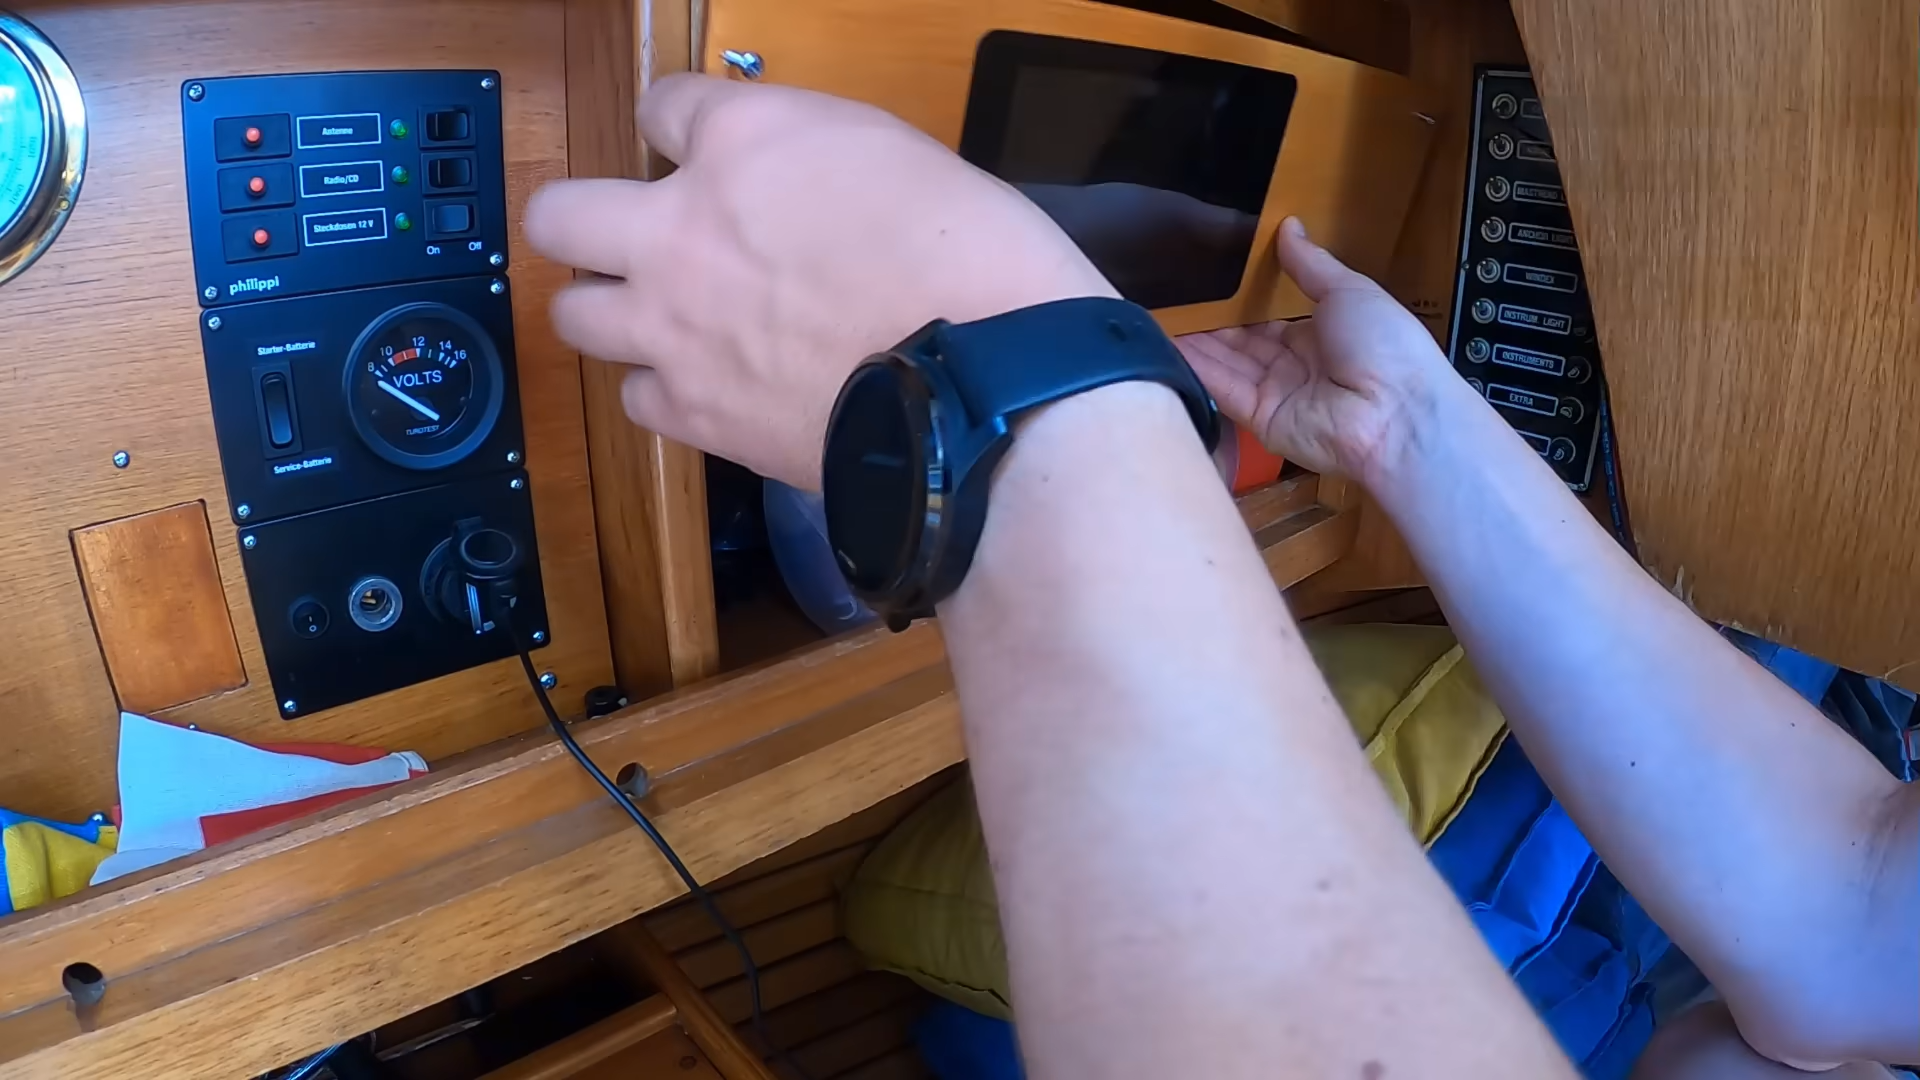 Antenne
Radio/CD
Steckdosen 12 V
On Off
philippi
Starter-Batterie
8 10 12 14 16
VOLTS
Service-Batterie
ANCHOR LIGHT
WINDEX
INSTRUM LIGHT
INSTRUMENTS
EXTRA